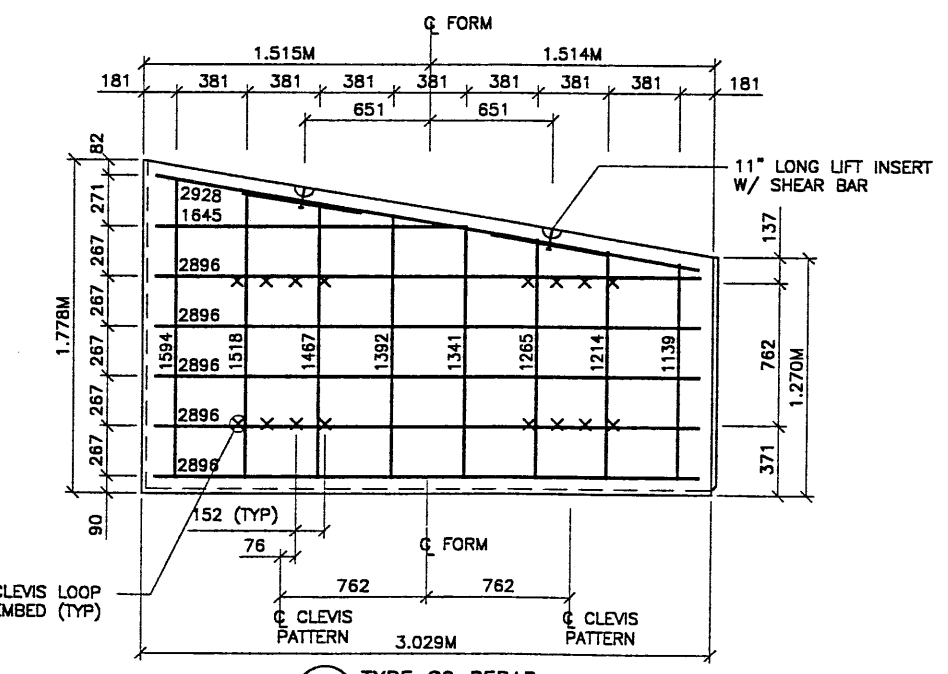 ℄ FORM
1.515M 1.514M
181 381 381 381 381 381 381 381 181
651 651
82
271
267
267
267
267
267
90
1.778M
11" LONG LIFT INSERT
W/ SHEAR BAR
137
762
371
1.270M
2928
1645
2896
2896
2896
2896
2896
1594 1518 1467 1392 1341 1265 1214 1139
152 (TYP)
76
℄ FORM
762 762
CLEVIS LOOP
EMBED (TYP)
℄ CLEVIS
PATTERN
℄ CLEVIS
PATTERN
3.029M